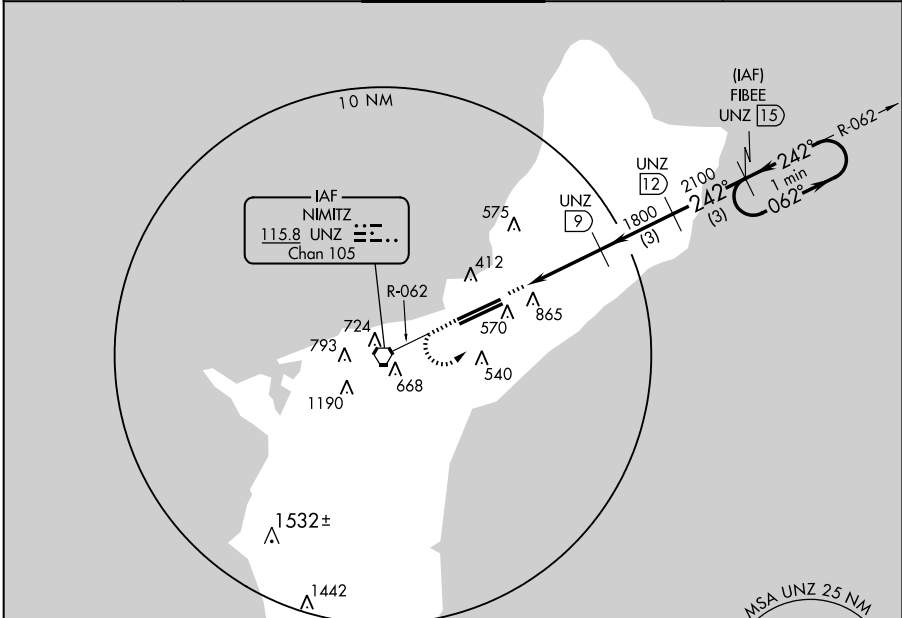 10 NM
(IAF)
FIBEE
UNZ 15
R-062
242°
1 min
062°
2100
242°
(3)
UNZ
12
1800
(3)
UNZ
9
IAF
NIMITZ
115.8 UNZ
Chan 105
575
412
R-062
865
570
724
793
540
668
1190
1532±
1442
MSA UNZ 25 NM